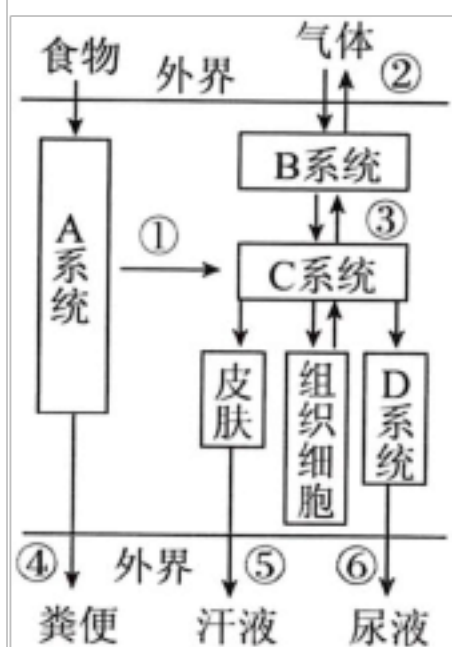 食物
气体
外界
②
B系统
A系统
①
③
C系统
皮肤
组织细胞
D系统
④
外界
⑤
⑥
粪便
汗液
尿液